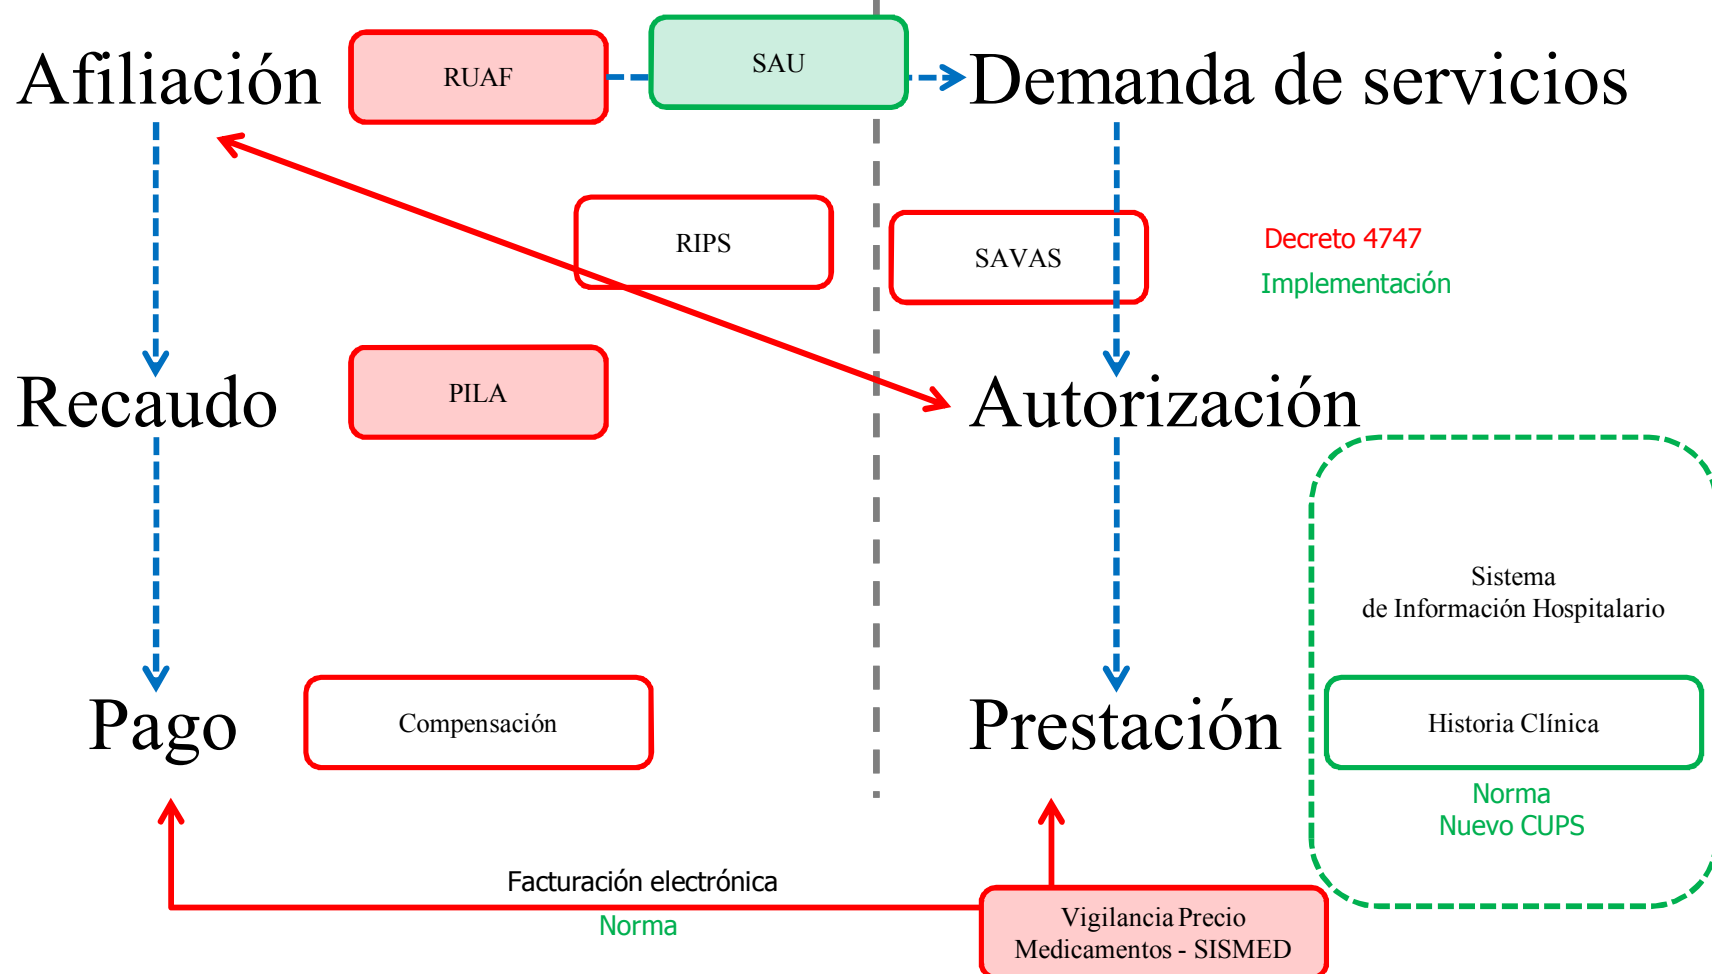 Afiliación
RUAF
SAU
Demanda de servicios
RIPS
SAVAS
Decreto 4747
Implementación
Recaudo
PILA
Autorización
Sistema
de Información Hospitalario
Pago
Compensación
Prestación
Historia Clínica
Norma
Nuevo CUPS
Facturación electrónica
Norma
Vigilancia Precio
Medicamentos - SISMED